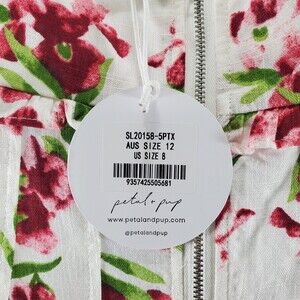 SL20158-5PTX
AUS SIZE 12
US SIZE 8
9357425505681
petal + pup
www.petalandpup.com
@petalandpup